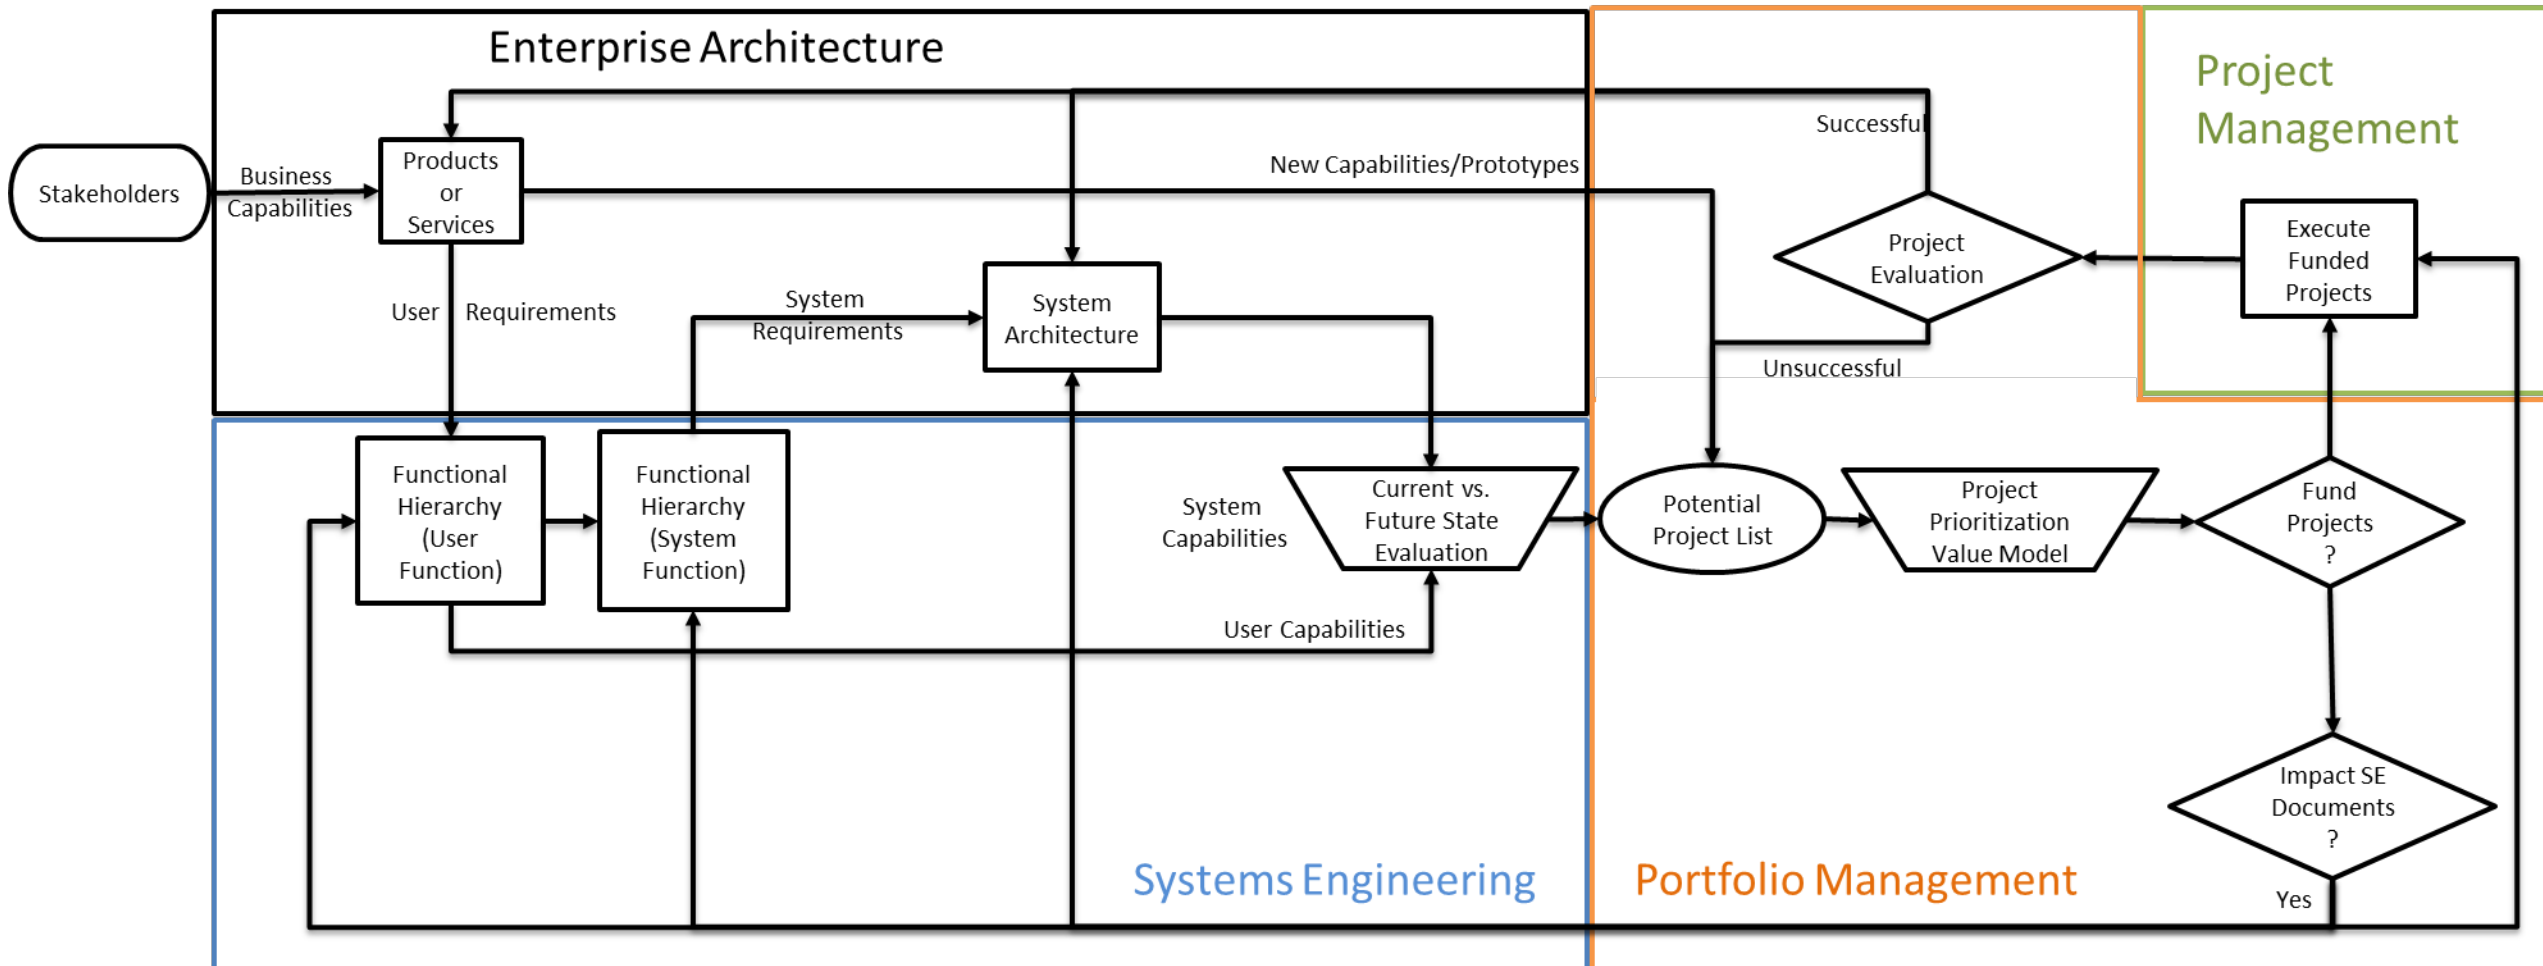 Enterprise Architecture
Project
Management
Stakeholders
Business
Capabilities
Products
or
Services
New Capabilities/Prototypes
Successful
Project
Evaluation
Execute
Funded
Projects
User Requirements
System
Requirements
System
Architecture
Unsuccessful
Functional
Hierarchy
(User
Function)
Functional
Hierarchy
(System
Function)
System
Capabilities
Current vs.
Future State
Evaluation
Potential
Project List
Project
Prioritization
Value Model
Fund
Projects
?
User Capabilities
Impact SE
Documents
?
Yes
Systems Engineering
Portfolio Management